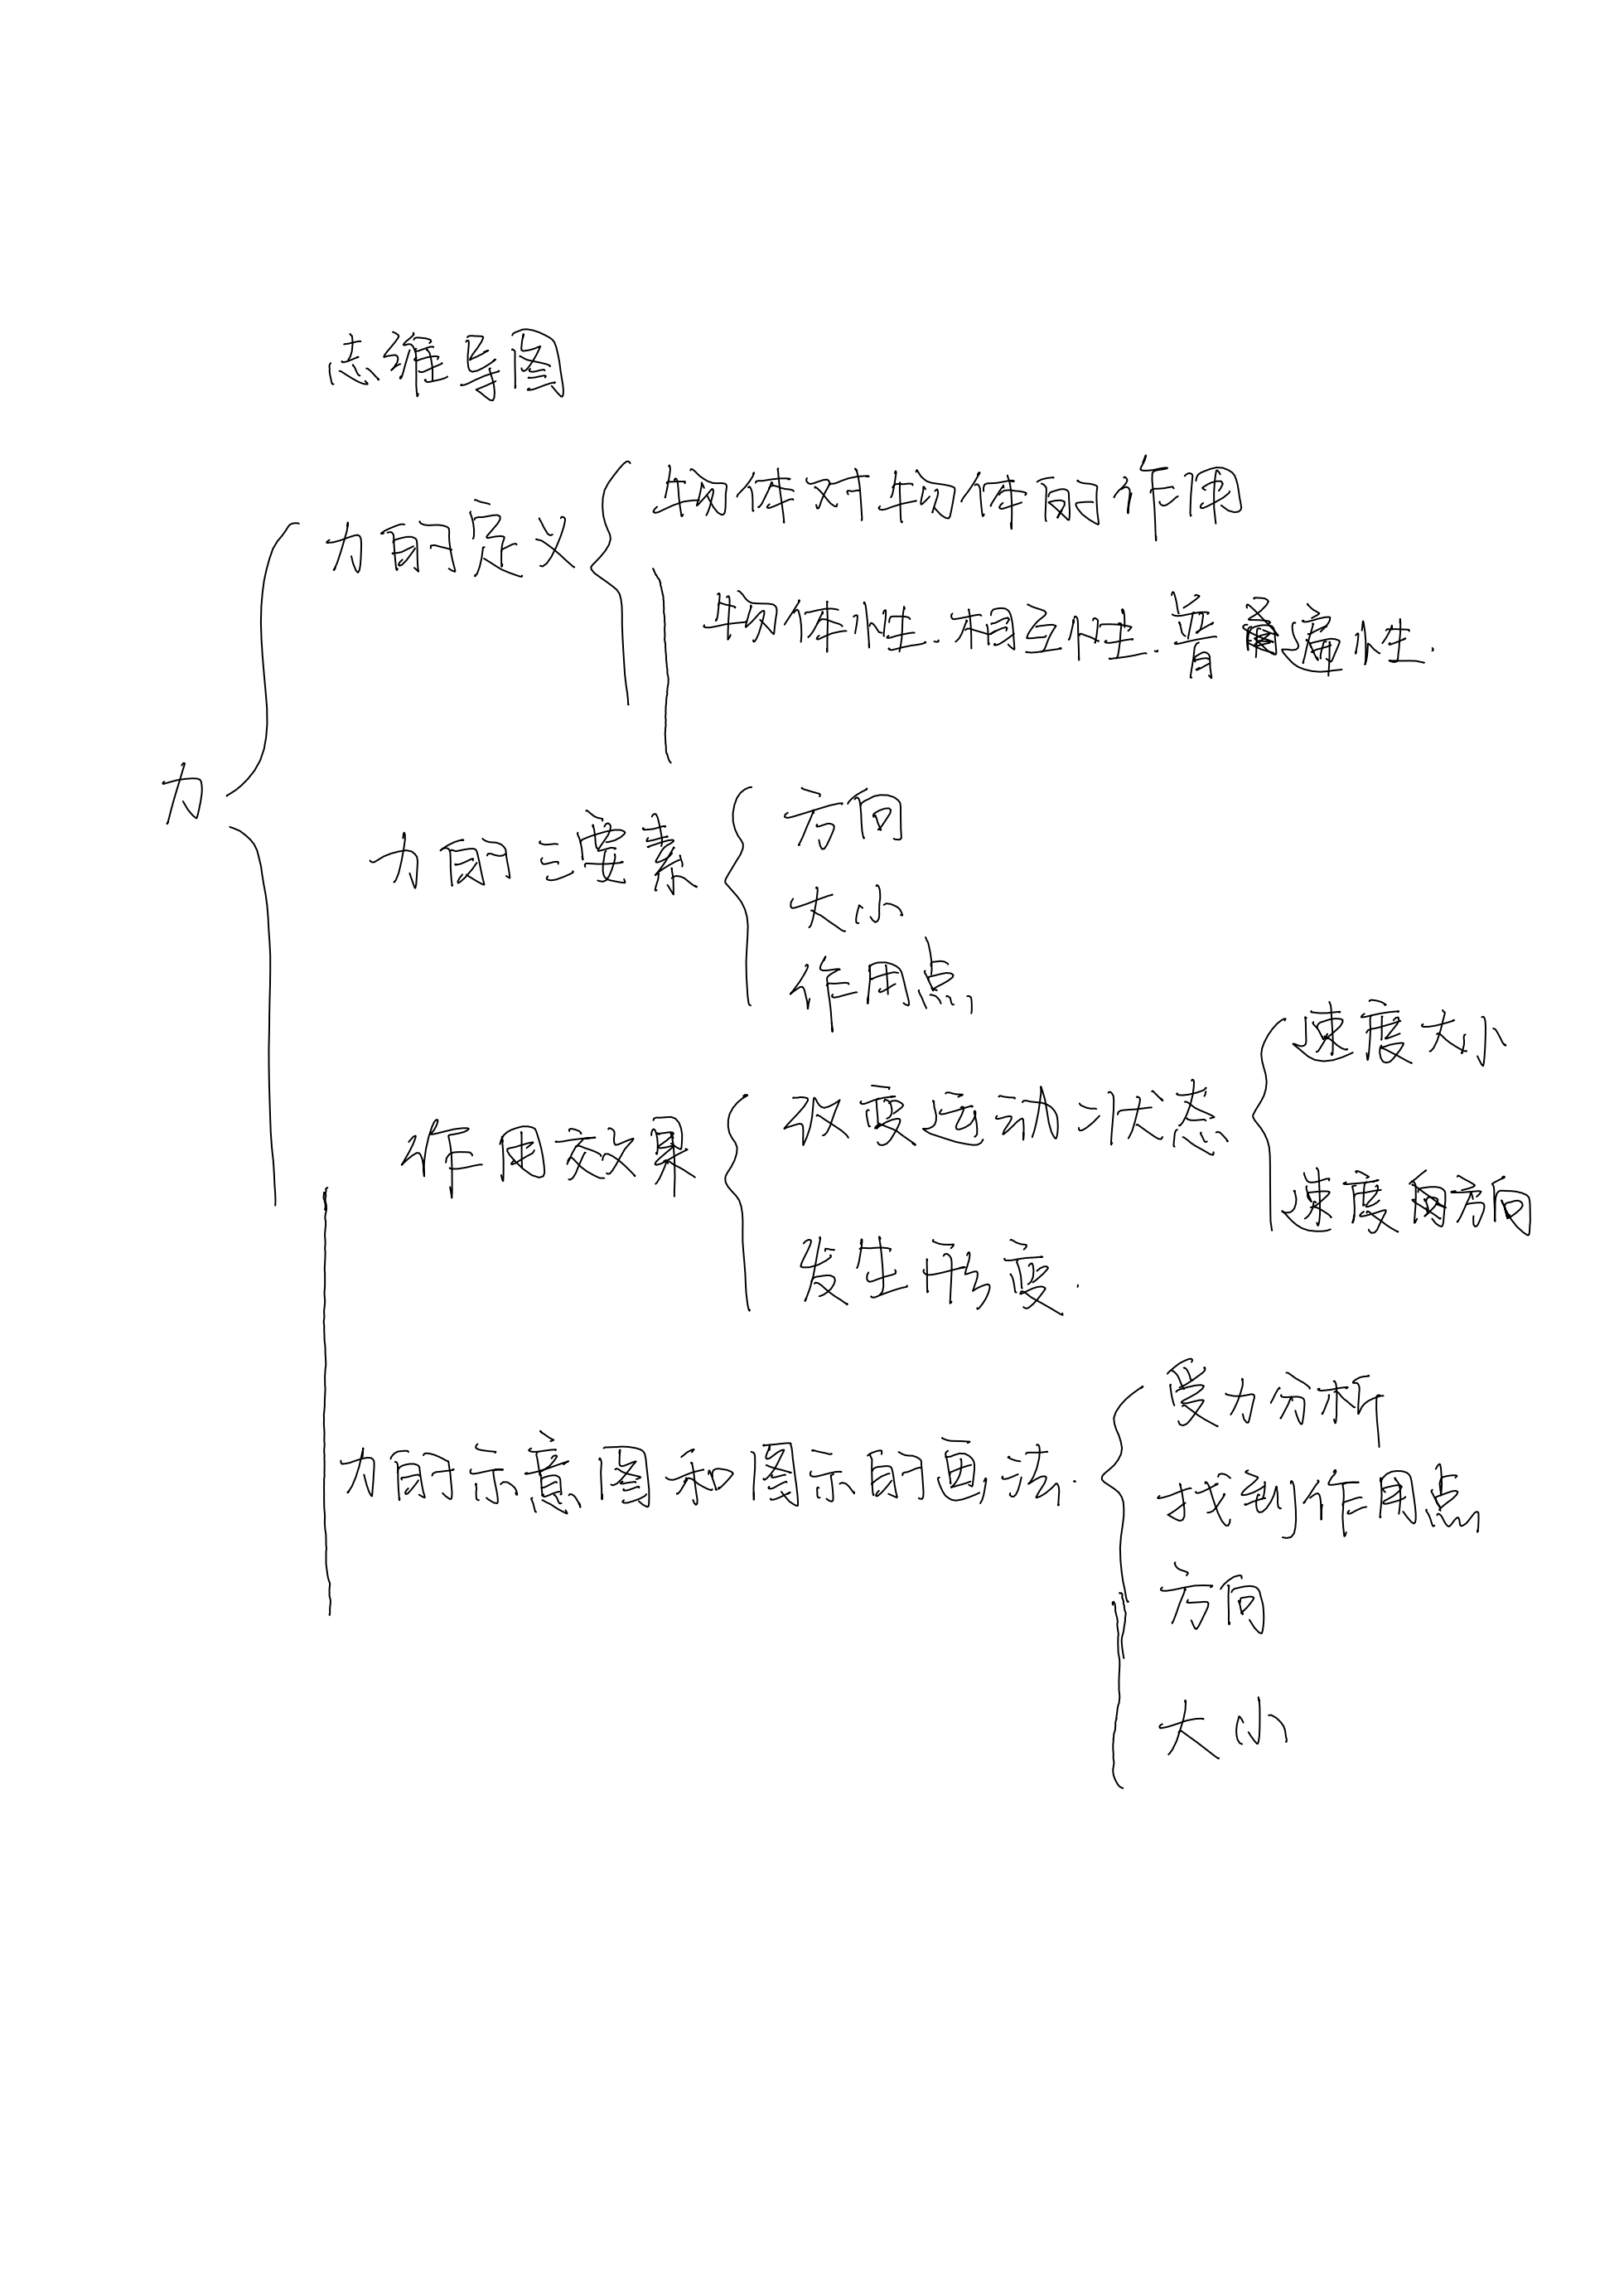 志维导图
力
力的定义
物体对物体的作用
物体性.相互性.普遍性.
力的三要素
方向
大小
作用点
作用效果
改变运动状态
速度大小
速度方向
发生形变.
力的示意图和图示的画法.
受力分析
找到作用点
方向
大小